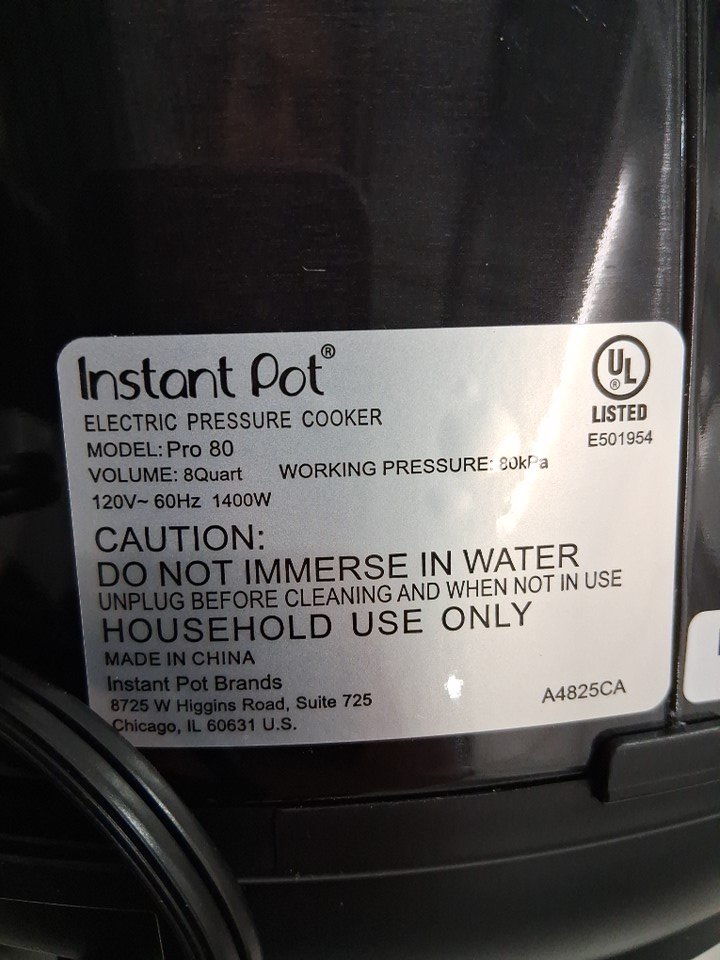 Instant Pot®
ELECTRIC PRESSURE COOKER
MODEL: Pro 80
VOLUME: 8Quart WORKING PRESSURE: 80kPa
120V~ 60Hz 1400W
UL
®
LISTED
E501954
CAUTION:
DO NOT IMMERSE IN WATER
UNPLUG BEFORE CLEANING AND WHEN NOT IN USE
HOUSEHOLD USE ONLY
MADE IN CHINA
Instant Pot Brands
8725 W Higgins Road, Suite 725
Chicago, IL 60631 U.S.
A4825CA